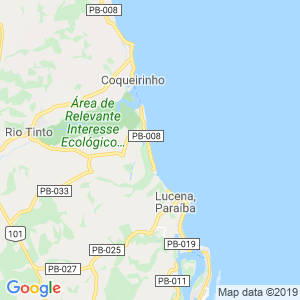 PB-008
Coqueirinho
Área de
Relevante
Interesse
Ecológico...
Rio Tinto
PB-008
PB-033
Lucena,
Paraíba
101
PB-025
PB-019
PB-027
PB-011
Google
Map data ©2019